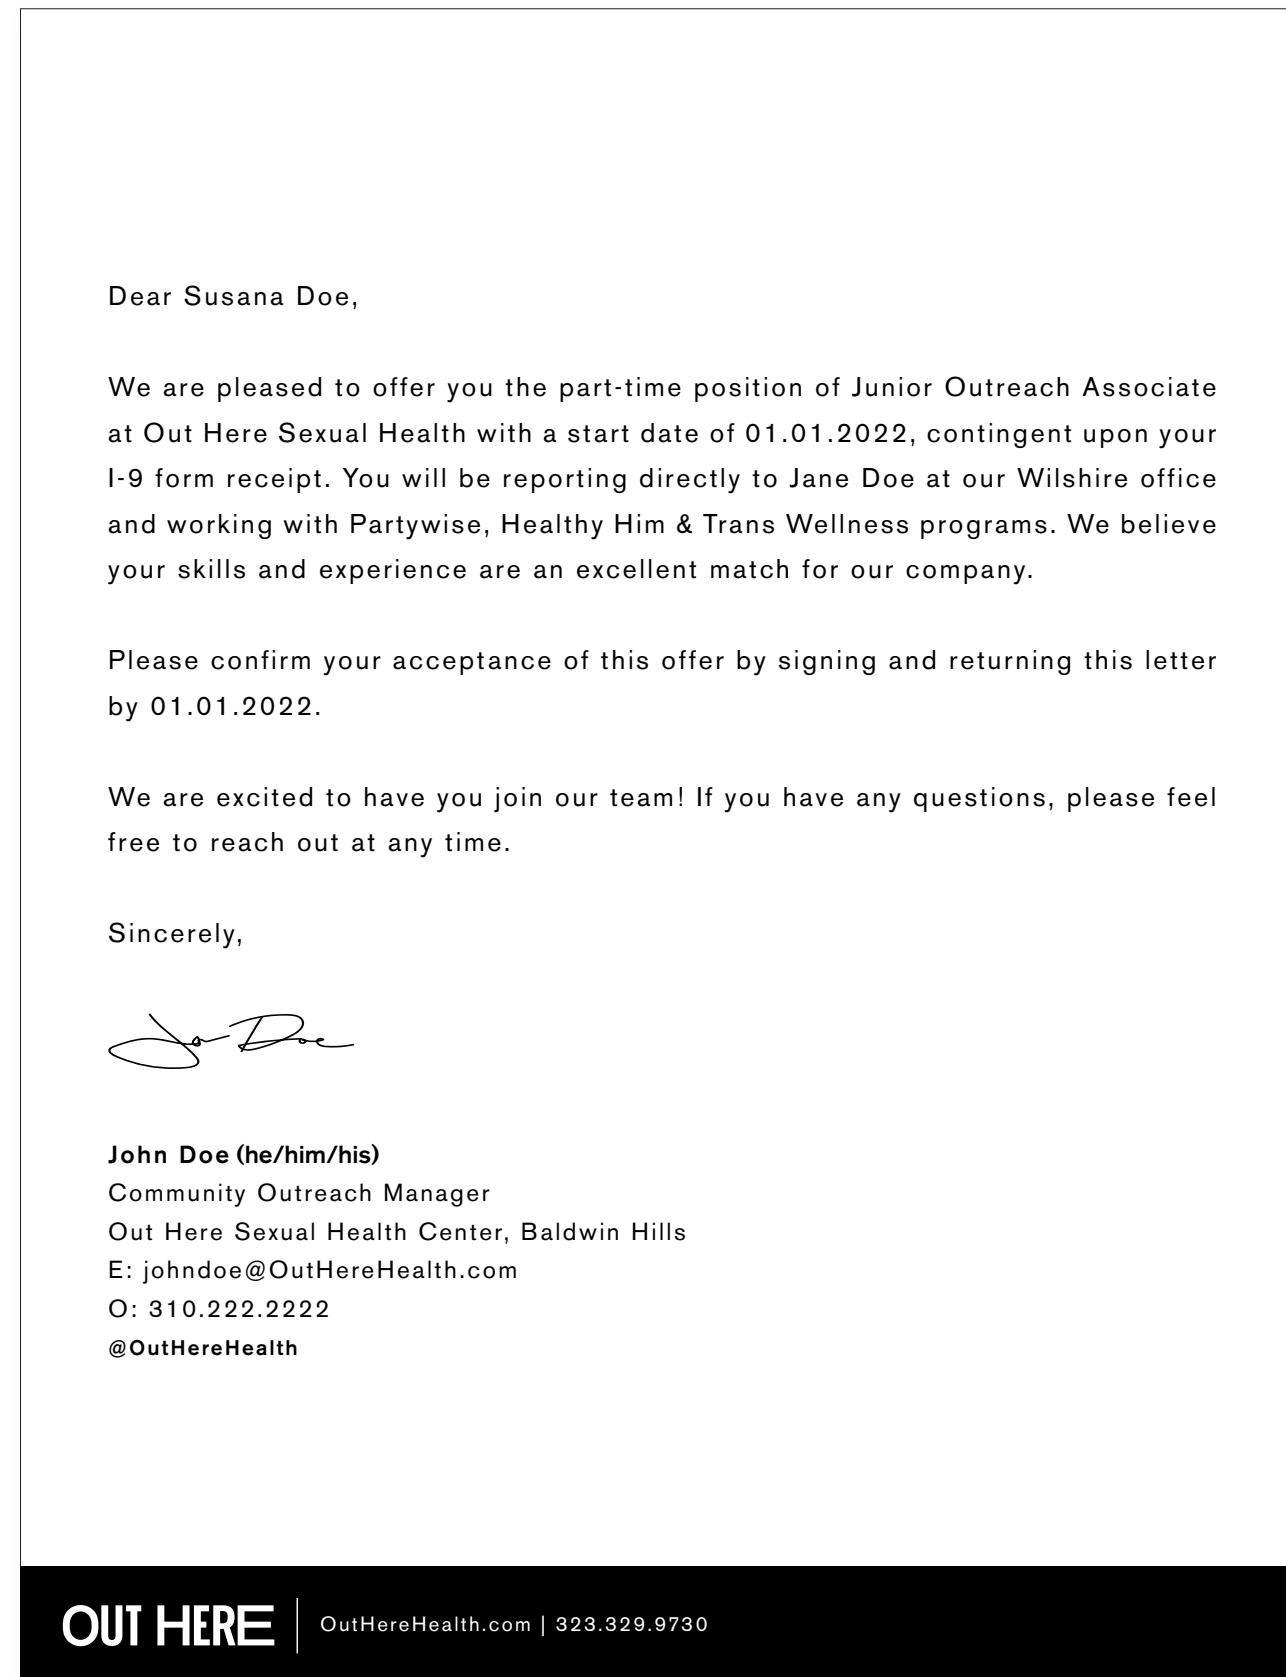 Dear Susana Doe,
We are pleased to offer you the part-time position of Junior Outreach Associate
at Out Here Sexual Health with a start date of 01.01.2022, contingent upon your
I-9 form receipt. You will be reporting directly to Jane Doe at our Wilshire office
and working with Partywise, Healthy Him & Trans Wellness programs. We believe
your skills and experience are an excellent match for our company.
Please confirm your acceptance of this offer by signing and returning this letter
by 01.01.2022.
We are excited to have you join our team! If you have any questions, please feel
free to reach out at any time.
Sincerely,
Jo Doe
John Doe (he/him/his)
Community Outreach Manager
Out Here Sexual Health Center, Baldwin Hills
E: johndoe@OutHereHealth.com
O: 310.222.2222
@OutHereHealth
OUT HERE OutHereHealth.com | 323.329.9730